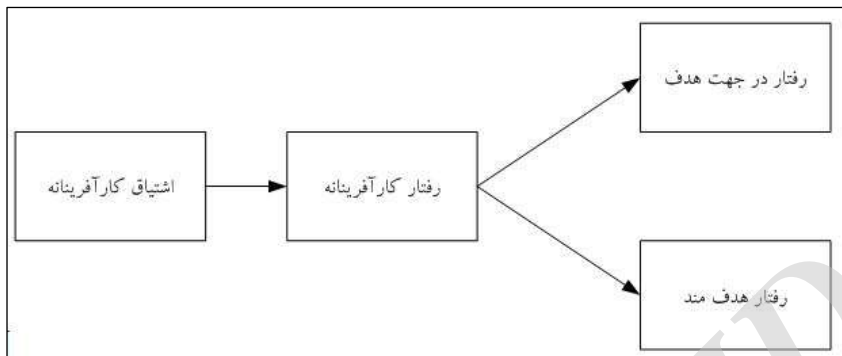 رفتار در جهت هدف
اشتیاق کارآفرینانه
رفتار کارآفرینانه
رفتار هدف مند